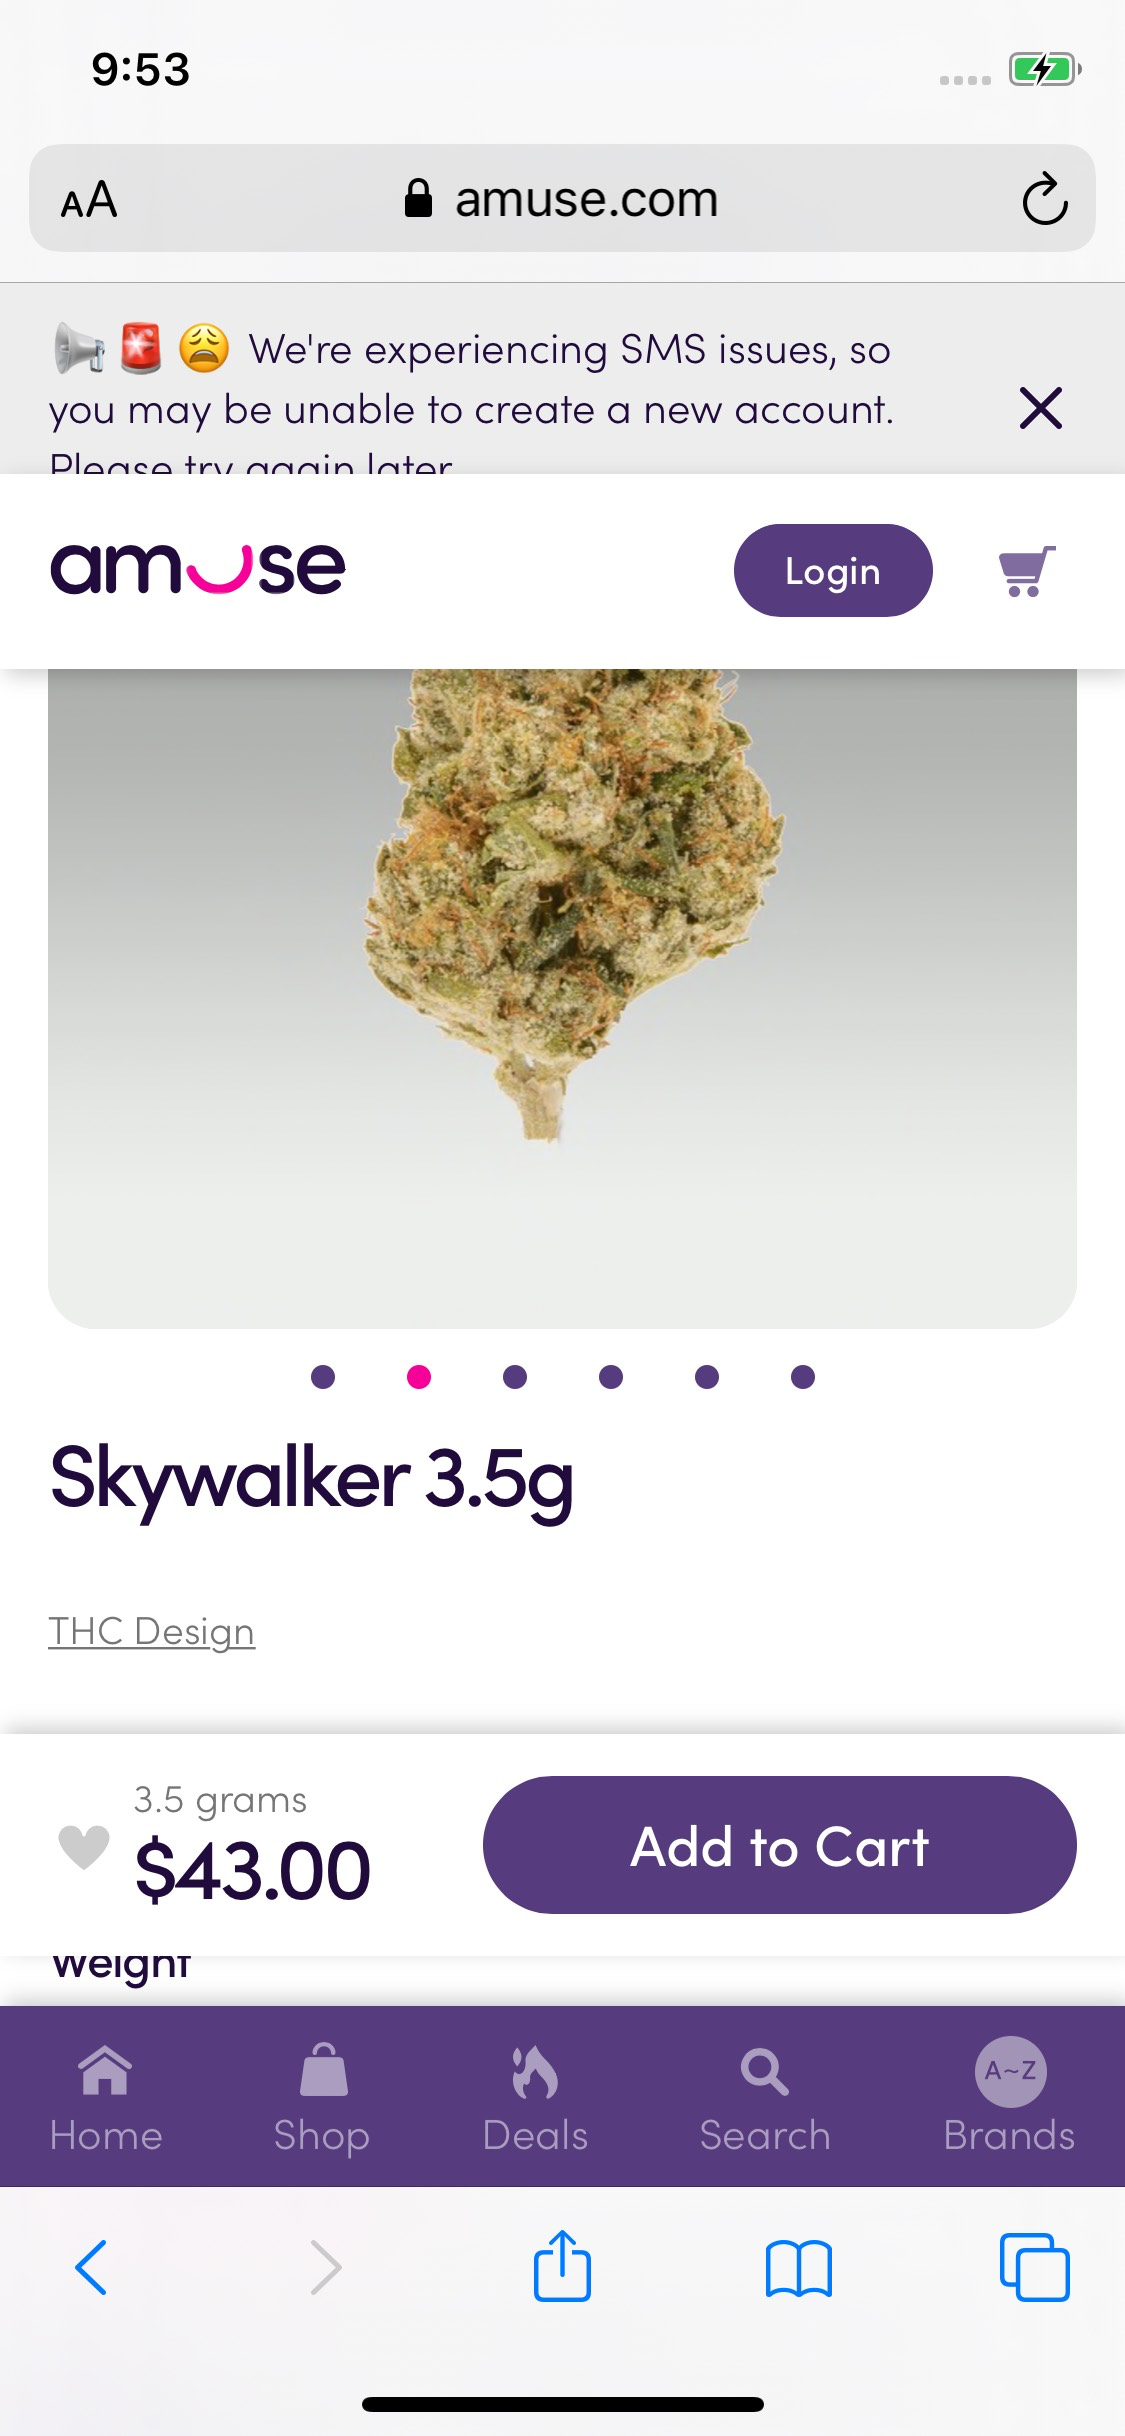 9:53
AA amuse.com
We're experiencing SMS issues, so
you may be unable to create a new account.
Please try again later
amuse
Login
Skywalker 3.5g
THC Design
3.5 grams
$43.00
Add to Cart
Weight
A~Z
Home Shop Deals Search Brands